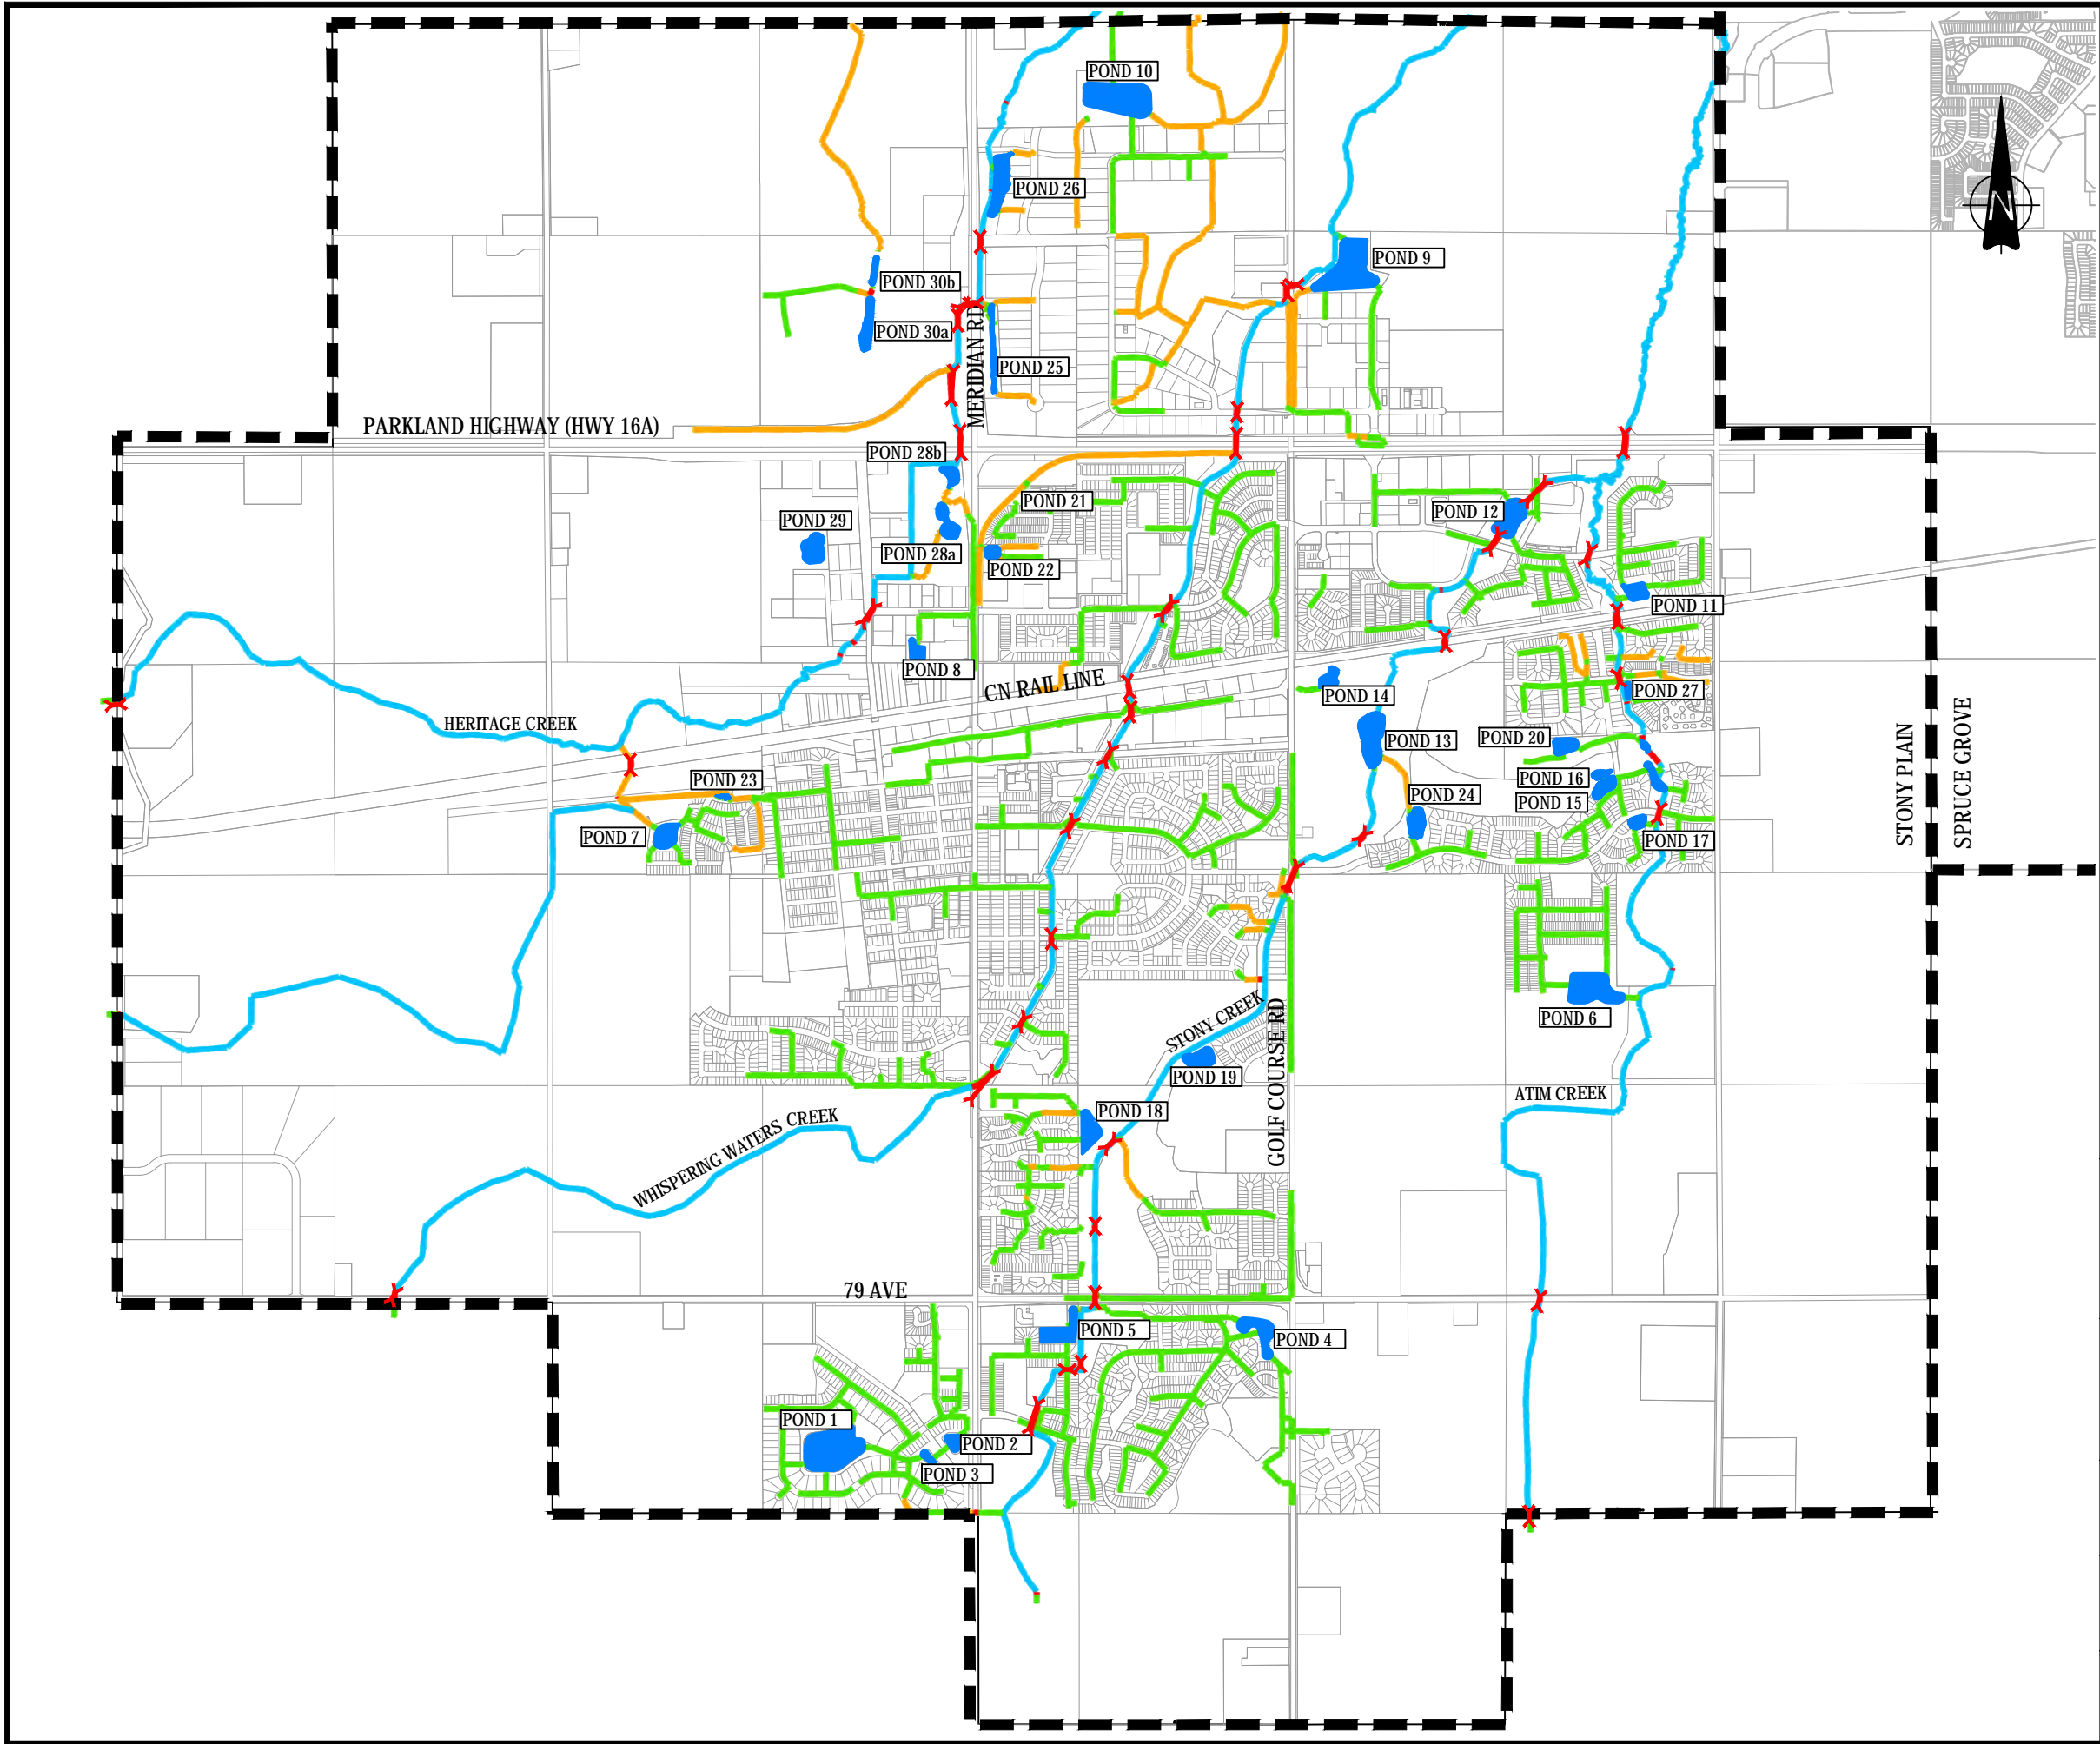 POND 10
POND 26
N
POND 9
POND 30b
POND 30a
MERIDIAN RD
POND 25
PARKLAND HIGHWAY (HWY 16A)
POND 28b
POND 21
POND 12
POND 29
POND 28a
POND 22
POND 11
POND 8
CN RAIL LINE
POND 14
POND 27
HERITAGE CREEK
POND 13
POND 20
STONY PLAIN
SPRUCE GROVE
POND 23
POND 16
POND 24
POND 15
POND 7
POND 17
STONY CREEK
GOLF COURSE RD
POND 6
POND 19
ATIM CREEK
POND 18
WHISPERING WATERS CREEK
79 AVE
POND 5
POND 4
POND 1
POND 2
POND 3